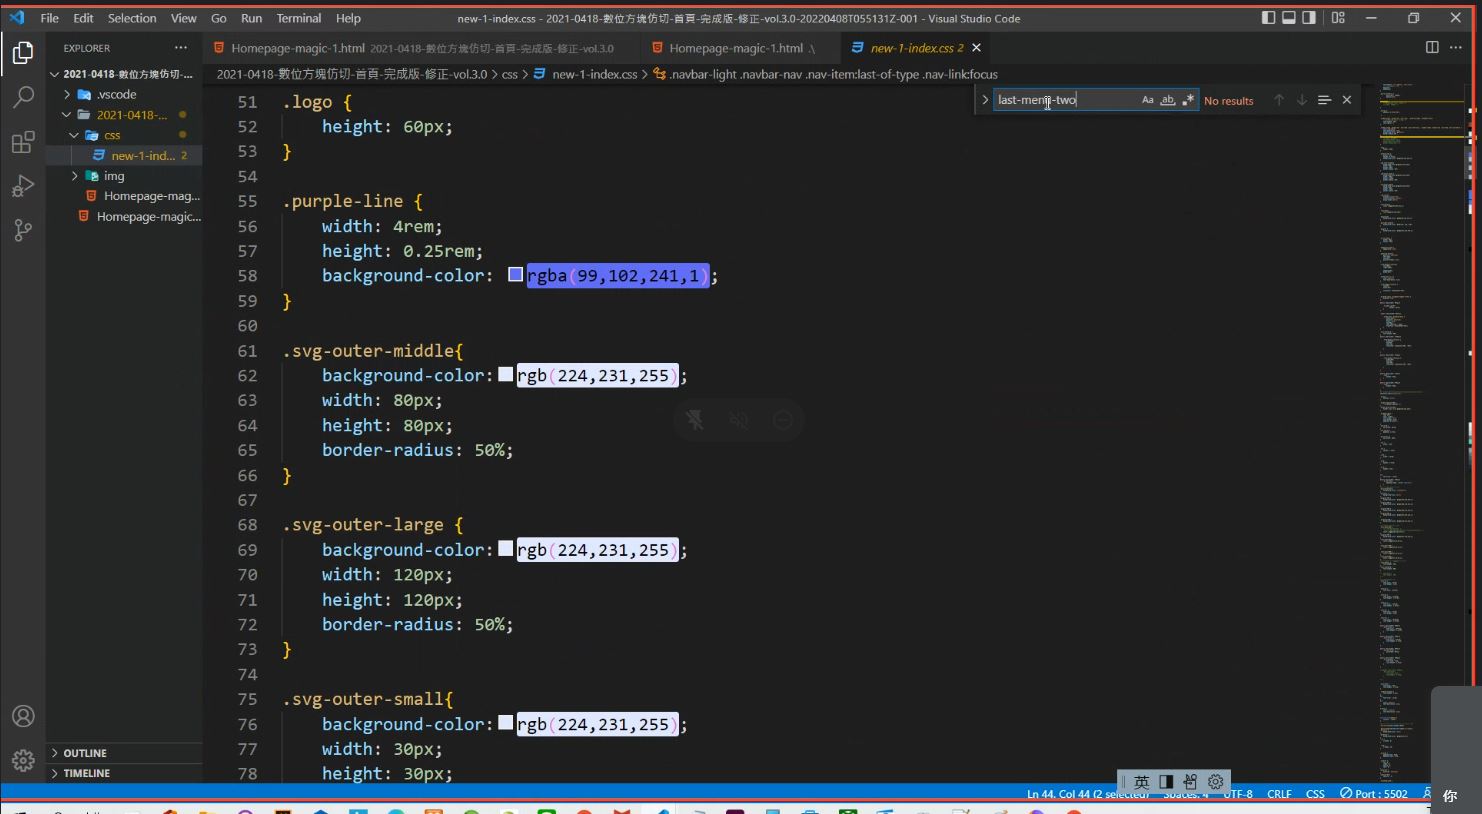 File Edit Selection View Go Run Terminal Help
new-1-index.css - 2021-0418-數位方塊仿切-首頁-完成版-修正-vol.3.0-20220408T055131Z-001 - Visual Studio Code
EXPLORER
Homepage-magic-1.html 2021-0418-數位方塊仿切-首頁-完成版-修正-vol.3.0
Homepage-magic-1.html .\
new-1-index.css 2
2021-0418-數位方塊仿切-首頁-完成版-修正-vol.3.0 > css > new-1-index.css > .navbar-light .navbar-nav .nav-item:last-of-type .nav-link:focus
2021-0418-數位方塊仿切-...
.vscode
2021-0418-...
css
new-1-ind... 2
img
Homepage-mag...
Homepage-magic...
OUTLINE
TIMELINE
last-menu-two
Aa ab .*
No results
51 .logo {
52 height: 60px;
53 }
54
55 .purple-line {
56 width: 4rem;
57 height: 0.25rem;
58 background-color: rgba(99,102,241,1);
59 }
60
61 .svg-outer-middle{
62 background-color: rgb(224,231,255);
63 width: 80px;
64 height: 80px;
65 border-radius: 50%;
66 }
67
68 .svg-outer-large {
69 background-color: rgb(224,231,255);
70 width: 120px;
71 height: 120px;
72 border-radius: 50%;
73 }
74
75 .svg-outer-small{
76 background-color: rgb(224,231,255);
77 width: 30px;
78 height: 30px;
英
Ln 44, Col 44 (2 selected) Spaces: 4 UTF-8 CRLF CSS Port : 5502
你